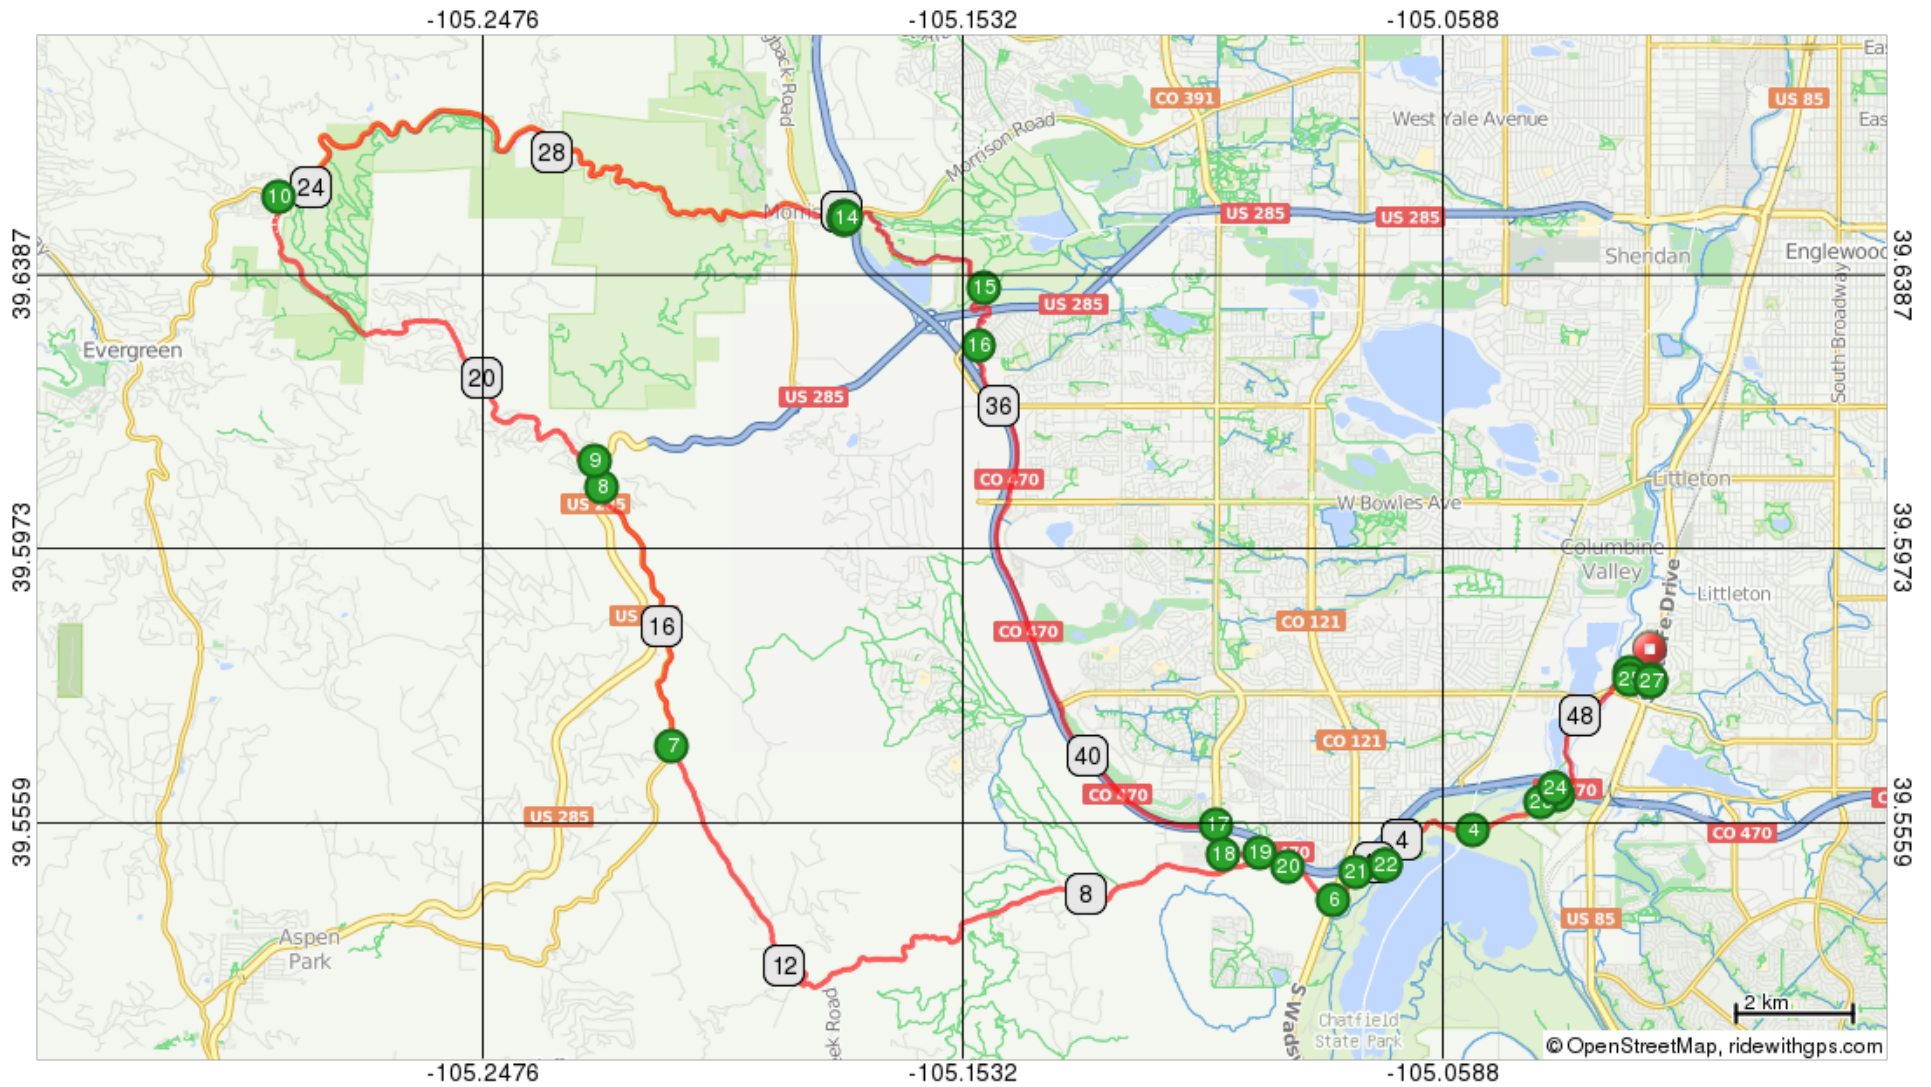 -105.2476
-105.1532
-105.0588
CO 391
US 85
West Yale Avenue
Morrison Road
28
10
24
14
US 285
US 285
Sheridan
Englewood
39.6387
39.6387
15
US 285
Evergreen
16
20
US 285
36
South Broadway
9
8
CO 470
Littleton
W Bowles Ave
39.5973
39.5973
Columbine
Valley
Littleton
CO 121
16
CO 470
27
48
7
CO 121
40
CO 470
24
US 285
39.5559
39.5559
17
4
4
CO 470
18
19
20
21
22
8
6
US 85
Aspen
Park
12
2 km
Chatfield
State Park
© OpenStreetMap, ridewithgps.com
-105.2476
-105.1532
-105.0588